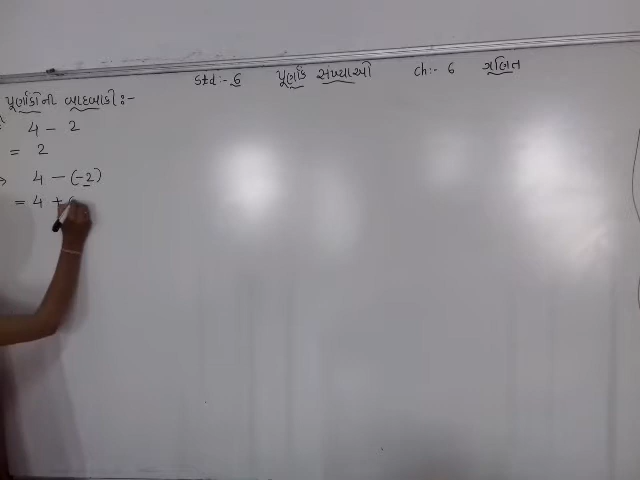 Std:- 6 પૂર્ણાંક સંખ્યાઓ ch:- 6 ગણિત
પૂર્ણાંકોની બાદબાકી :-
4 - 2
= 2
→ 4 - (-2)
= 4 + (